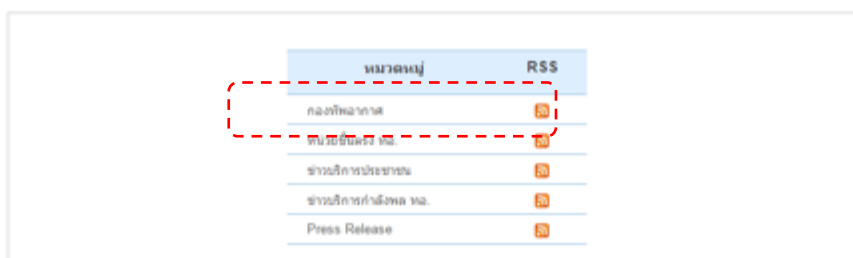 หมวดหมู่ RSS
กองทัพอากาศ
หน่วยขึ้นตรง ทอ.
ข่าวบริการประชาชน
ข่าวบริการกำลังพล ทอ.
Press Release